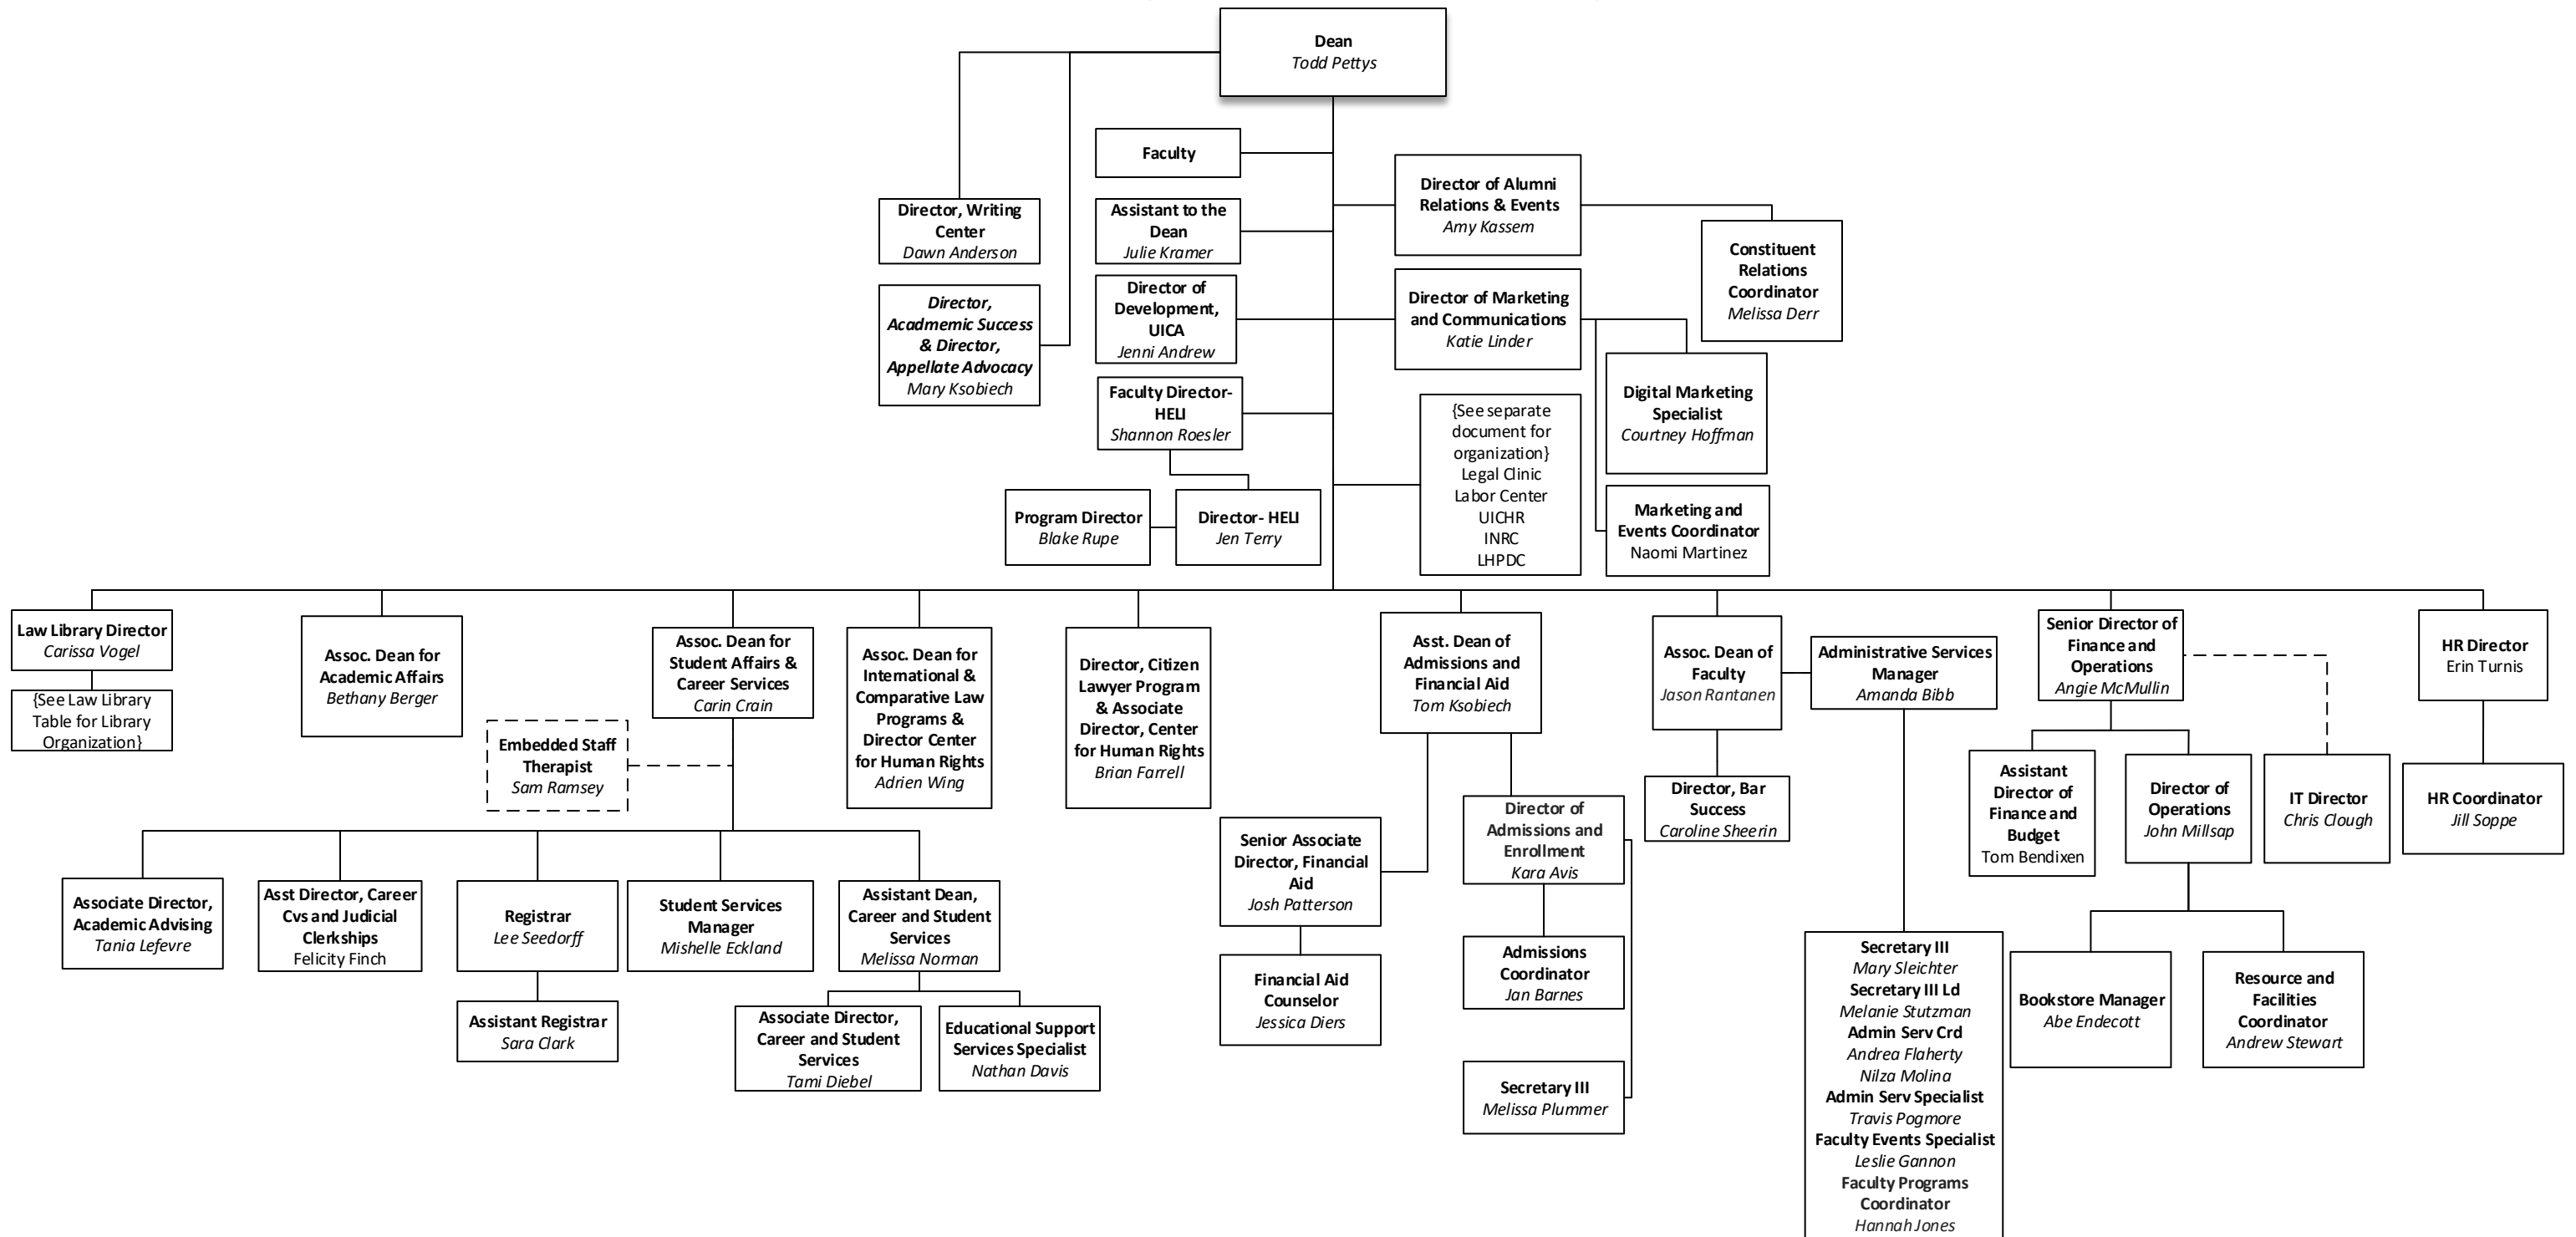 Dean
Todd Pettys
Faculty
Director of Alumni
Relations & Events
Amy Kassem
Director, Writing
Center
Dawn Anderson
Assistant to the
Dean
Julie Kramer
Constituent
Relations
Coordinator
Melissa Derr
Director,
Acadmemic Success
& Director,
Appellate Advocacy
Mary Ksobiech
Director of
Development,
UICA
Jenni Andrew
Director of Marketing
and Communications
Katie Linder
Faculty Director-
HELI
Shannon Roesler
{See separate
document for
organization}
Legal Clinic
Labor Center
UICHR
INRC
LHPDC
Digital Marketing
Specialist
Courtney Hoffman
Program Director
Blake Rupe
Director- HELI
Jen Terry
Marketing and
Events Coordinator
Naomi Martinez
Law Library Director
Carissa Vogel
{See Law Library
Table for Library
Organization}
Assoc. Dean for
Academic Affairs
Bethany Berger
Assoc. Dean for
Student Affairs &
Career Services
Carin Crain
Embedded Staff
Therapist
Sam Ramsey
Assoc. Dean for
International &
Comparative Law
Programs &
Director Center
for Human Rights
Adrien Wing
Director, Citizen
Lawyer Program
& Associate
Director, Center
for Human Rights
Brian Farrell
Asst. Dean of
Admissions and
Financial Aid
Tom Ksobiech
Assoc. Dean of
Faculty
Jason Rantanen
Administrative Services
Manager
Amanda Bibb
Senior Director of
Finance and
Operations
Angie McMullin
HR Director
Erin Turnis
Associate Director,
Academic Advising
Tania Lefevre
Asst Director, Career
Cvs and Judicial
Clerkships
Felicity Finch
Registrar
Lee Seedorff
Student Services
Manager
Mishelle Eckland
Assistant Dean,
Career and Student
Services
Melissa Norman
Assistant Registrar
Sara Clark
Associate Director,
Career and Student
Services
Tami Diebel
Educational Support
Services Specialist
Nathan Davis
Senior Associate
Director, Financial
Aid
Josh Patterson
Financial Aid
Counselor
Jessica Diers
Director of
Admissions and
Enrollment
Kara Avis
Admissions
Coordinator
Jan Barnes
Secretary III
Melissa Plummer
Director, Bar
Success
Caroline Sheerin
Secretary III
Mary Sleichter
Secretary III Ld
Melanie Stutzman
Admin Serv Crd
Andrea Flaherty
Nilza Molina
Admin Serv Specialist
Travis Pogmore
Faculty Events Specialist
Leslie Gannon
Faculty Programs
Coordinator
Hannah Jones
Assistant
Director of
Finance and
Budget
Tom Bendixen
Director of
Operations
John Millsap
IT Director
Chris Clough
HR Coordinator
Jill Soppe
Bookstore Manager
Abe Endecott
Resource and
Facilities
Coordinator
Andrew Stewart